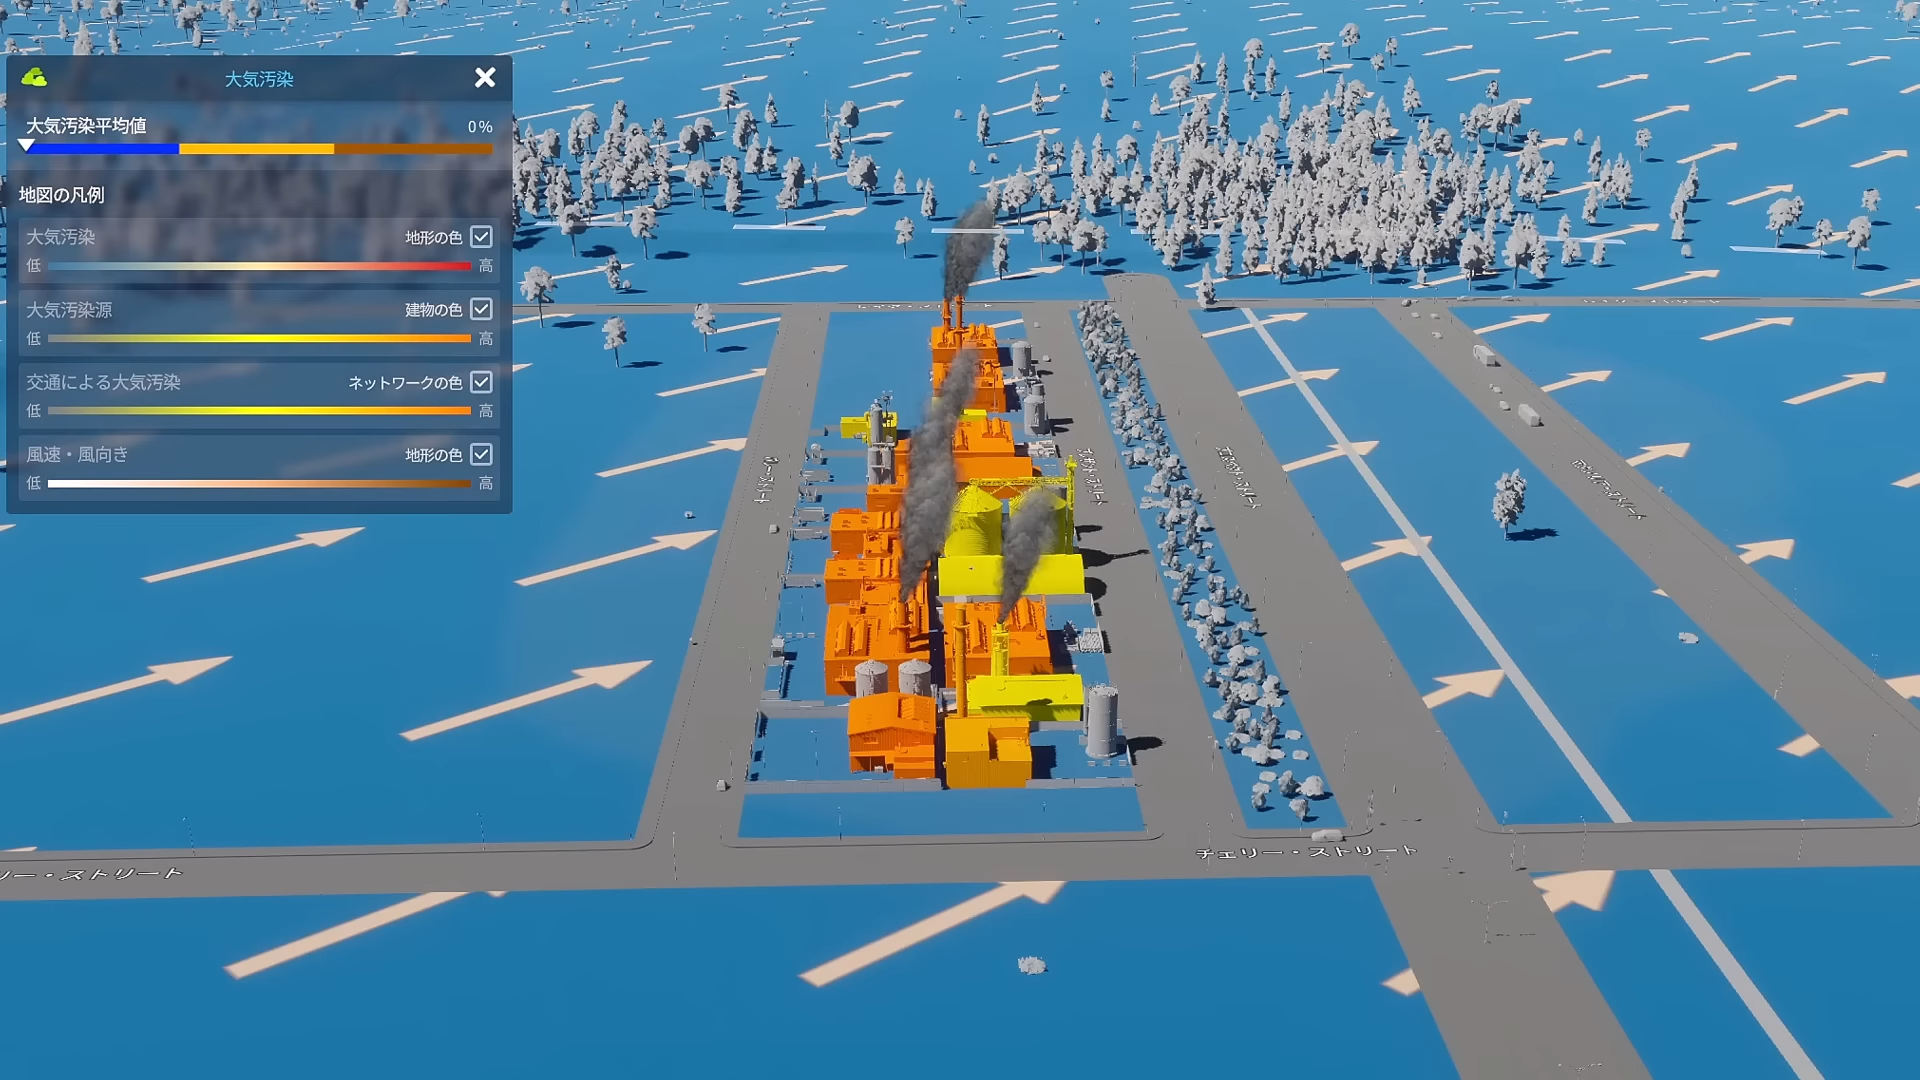 大気汚染
大気汚染平均値
0%
地図の凡例
大気汚染
地形の色
低
高
大気汚染源
建物の色
低
高
交通による大気汚染
ネットワークの色
低
高
風速・風向き
地形の色
低
高
チェリー・ストリート
リー・ストリート